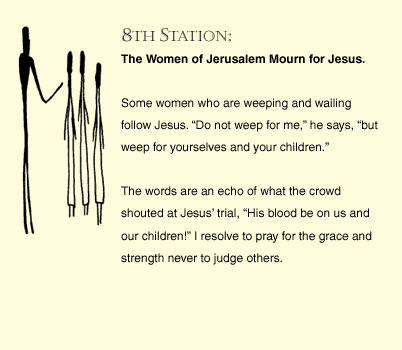 8TH STATION:
The Women of Jerusalem Mourn for Jesus.
Some women who are weeping and wailing
follow Jesus. “Do not weep for me,” he says, “but
weep for yourselves and your children.”
The words are an echo of what the crowd
shouted at Jesus’ trial, “His blood be on us and
our children!” I resolve to pray for the grace and
strength never to judge others.